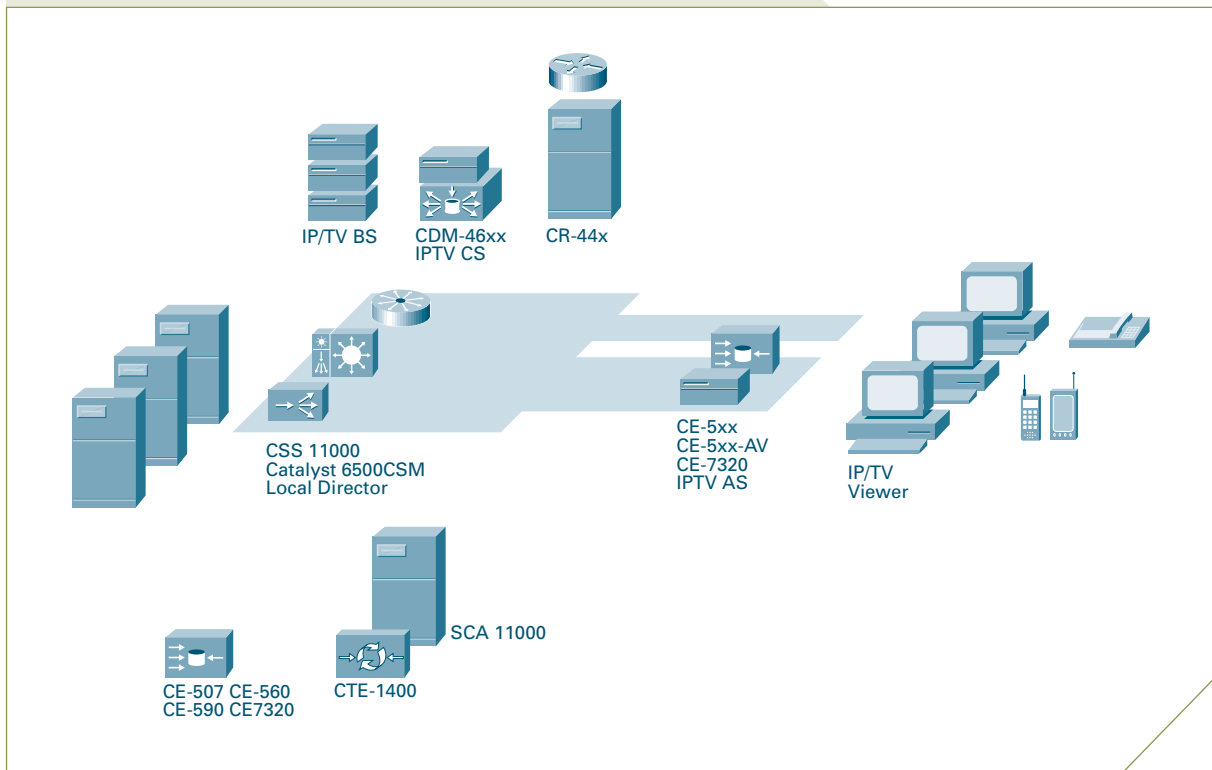 IP/TV BS
CDM-46xx
IPTV CS
CR-44x
CSS 11000
Catalyst 6500CSM
Local Director
CE-5xx
CE-5xx-AV
CE-7320
IPTV AS
IP/TV
Viewer
SCA 11000
CE-507 CE-560
CE-590 CE7320
CTE-1400